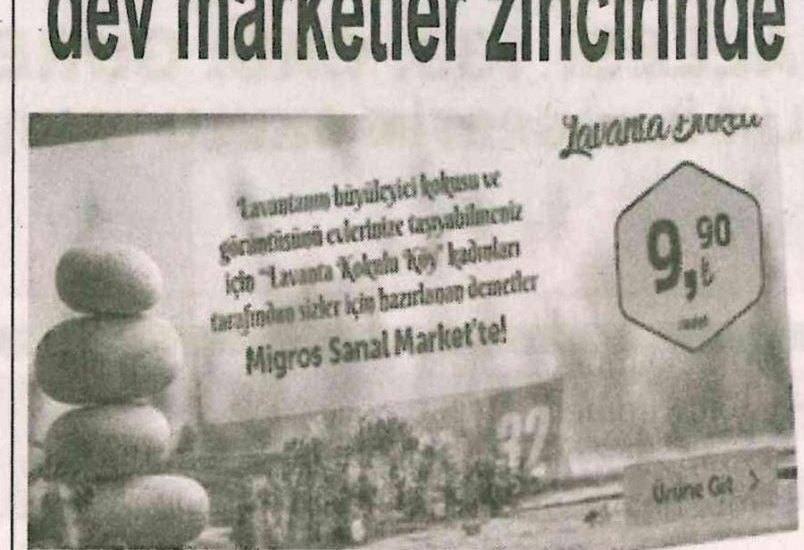 dev marketler zincirinde
Lavanta
Lavantanın büyüleyici kokusu ve
görüntüsünü evlerinize taşıyabilmeniz
için "Lavanta Kokulu Köy" kadınları
tarafından sizler için hazırlanan demetler
Migros Sanal Market'te!
9,90 ₺
32
Ürüne Git >